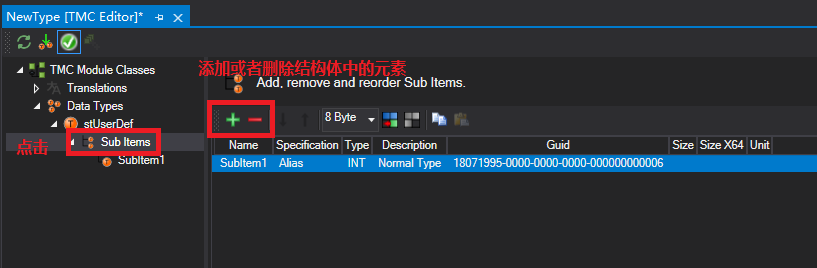 NewType [TMC Editor]*
TMC Module Classes
Translations
Data Types
stUserDef
Sub Items
SubItem1
点击
添加或者删除结构体中的元素
Add, remove and reorder Sub Items.
8 Byte
Name Specification Type Description Guid Size Size X64 Unit
SubItem1 Alias INT Normal Type 18071995-0000-0000-0000-000000000006